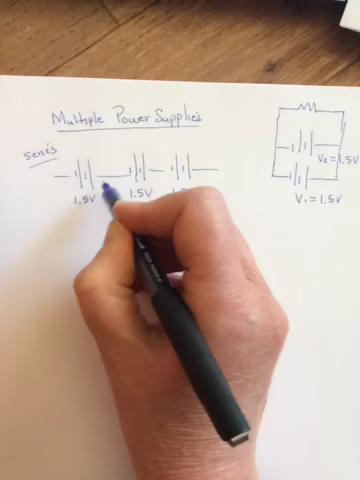 Multiple Power Supplies
series
1.5V 1.5V
V₂ = 1.5V
V₁ = 1.5V